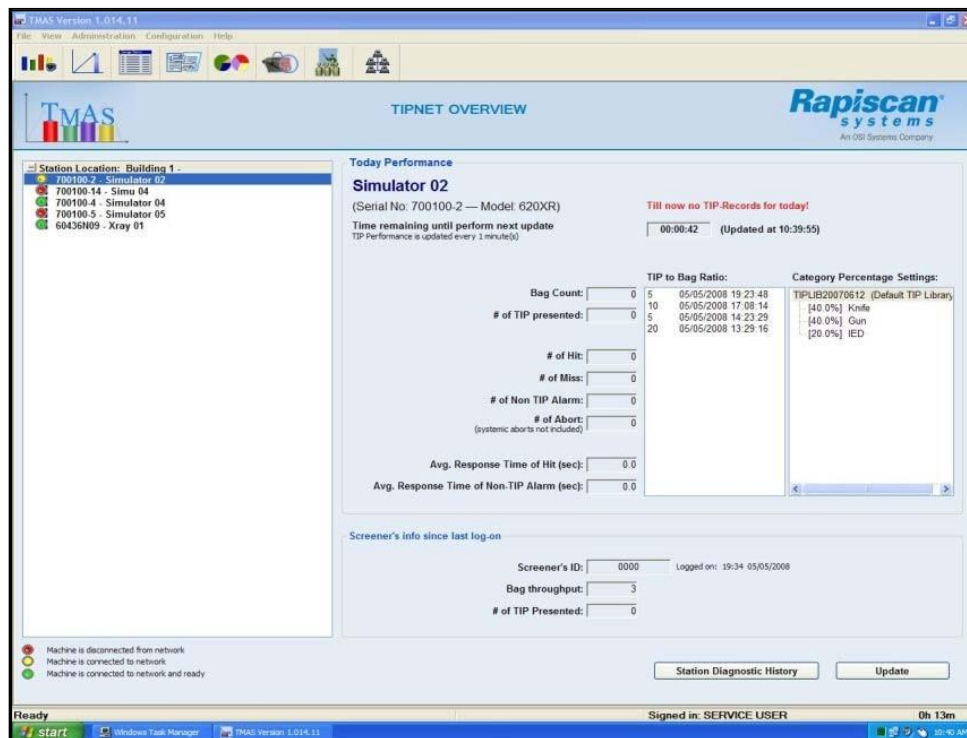 TMAS Version 1.014.11
File View Administration Configuration Help
TMAS
TIPNET OVERVIEW
Rapiscan
systems
An OSI Systems Company
Station Location: Building 1 -
700100-2 - Simulator 02
700100-14 - Simu 04
700100-4 - Simulator 04
700100-5 - Simulator 05
60436N09 - Xray 01
Today Performance
Simulator 02
(Serial No: 700100-2 — Model: 620XR)
Till now no TIP-Records for today!
Time remaining until perform next update
TIP Performance is updated every 1 minute(s)
00:00:42 (Updated at 10:39:55)
TIP to Bag Ratio:
5 05/05/2008 19:23:48
10 05/05/2008 17:08:14
5 05/05/2008 14:23:29
20 05/05/2008 13:29:16
Category Percentage Settings:
TIPLIB20070612 (Default TIP Library
[40.0%] Knife
[40.0%] Gun
[20.0%] IED
Bag Count: 0
# of TIP presented: 0
# of Hit: 0
# of Miss: 0
# of Non TIP Alarm: 0
# of Abort: 0
(systemic aborts not included)
Avg. Response Time of Hit (sec): 0.0
Avg. Response Time of Non-TIP Alarm (sec): 0.0
Screener's info since last log-on
Screener's ID: 0000 Logged on: 19:34 05/05/2008
Bag throughput: 3
# of TIP Presented: 0
Machine is disconnected from network
Machine is connected to network
Machine is connected to network and ready
Station Diagnostic History
Update
Ready
Signed in: SERVICE USER
0h 13m
start
Windows Task Manager
TMAS Version 1.014.11
10:40 AM